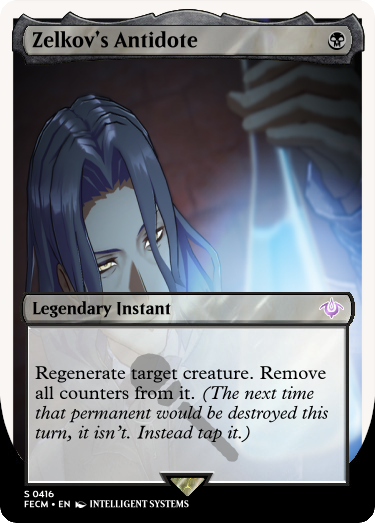 Zelkov's Antidote
Legendary Instant
Regenerate target creature. Remove
all counters from it. (The next time
that permanent would be destroyed this
turn, it isn't. Instead tap it.)
S 0416
FECM • EN INTELLIGENT SYSTEMS